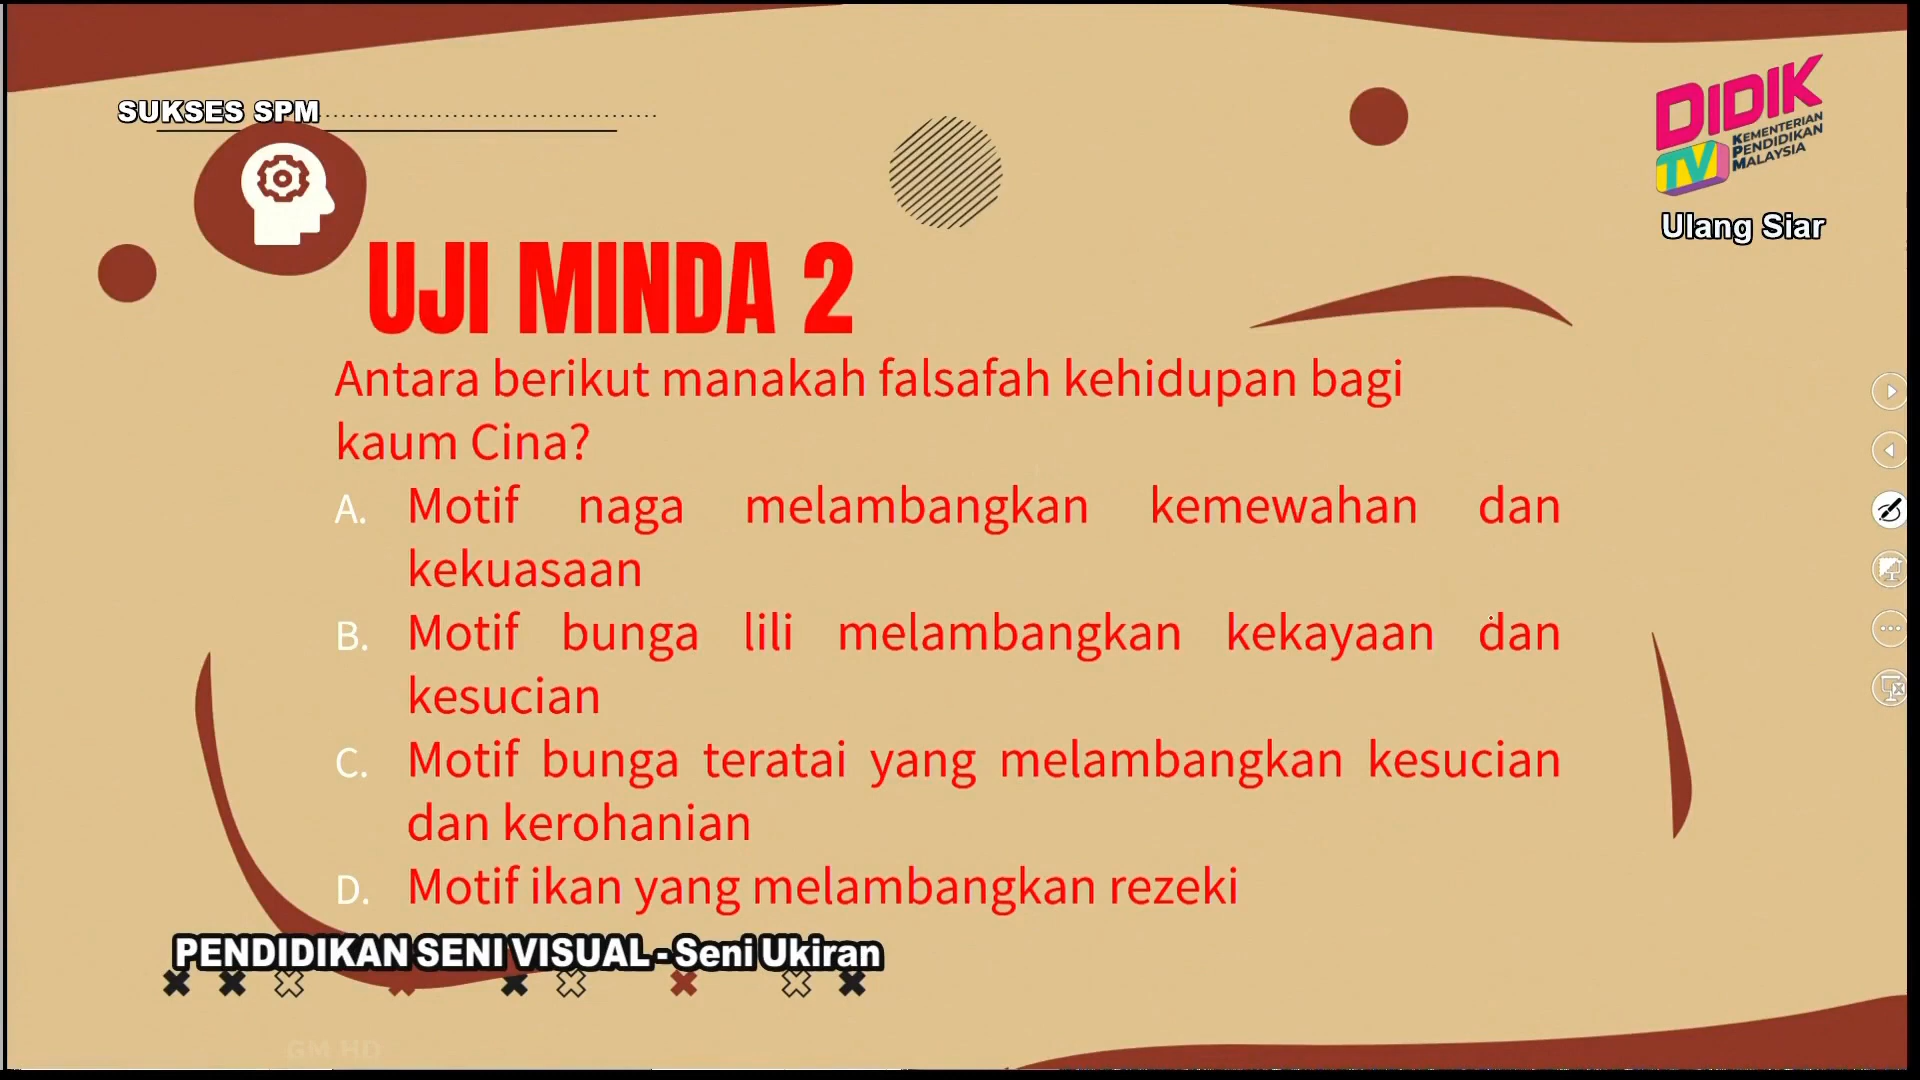 SUKSES SPM
DIDIK
TV
KEMENTERIAN
PENDIDIKAN
MALAYSIA
Ulang Siar
UJI MINDA 2
Antara berikut manakah falsafah kehidupan bagi
kaum Cina?
A. Motif naga melambangkan kemewahan dan
kekuasaan
B. Motif bunga lili melambangkan kekayaan dan
kesucian
C. Motif bunga teratai yang melambangkan kesucian
dan kerohanian
D. Motif ikan yang melambangkan rezeki
PENDIDIKAN SENI VISUAL - Seni Ukiran
GM HD